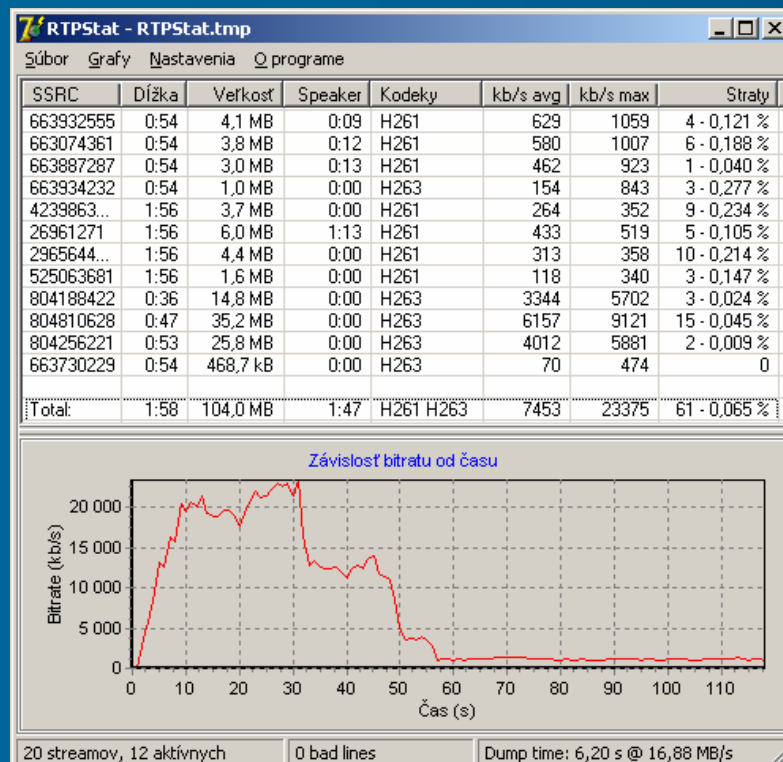 RTPStat - RTPStat.tmp
Súbor Grafy Nastavenia O programe
SSRC Dĺžka Veľkosť Speaker Kodeky kb/s avg kb/s max Straty
663932555 0:54 4,1 MB 0:09 H261 629 1059 4 - 0,121 %
663074361 0:54 3,8 MB 0:12 H261 580 1007 6 - 0,188 %
663887287 0:54 3,0 MB 0:13 H261 462 923 1 - 0,040 %
663934232 0:54 1,0 MB 0:00 H263 154 843 3 - 0,277 %
4239863... 1:56 3,7 MB 0:00 H261 264 352 9 - 0,234 %
26961271 1:56 6,0 MB 1:13 H261 433 519 5 - 0,105 %
2965644... 1:56 4,4 MB 0:00 H261 313 358 10 - 0,214 %
525063681 1:56 1,6 MB 0:00 H261 118 340 3 - 0,147 %
804188422 0:36 14,8 MB 0:00 H263 3344 5702 3 - 0,024 %
804810628 0:47 35,2 MB 0:00 H263 6157 9121 15 - 0,045 %
804256221 0:53 25,8 MB 0:00 H263 4012 5881 2 - 0,009 %
663730229 0:54 468,7 kB 0:00 H263 70 474 0
Total: 1:58 104,0 MB 1:47 H261 H263 7453 23375 61 - 0,065 %
Závislosť bitratu od času
Bitrate (kb/s)
20 000
15 000
10 000
5 000
0
0 10 20 30 40 50 60 70 80 90 100 110
Čas (s)
20 streamov, 12 aktívnych 0 bad lines Dump time: 6,20 s @ 16,88 MB/s